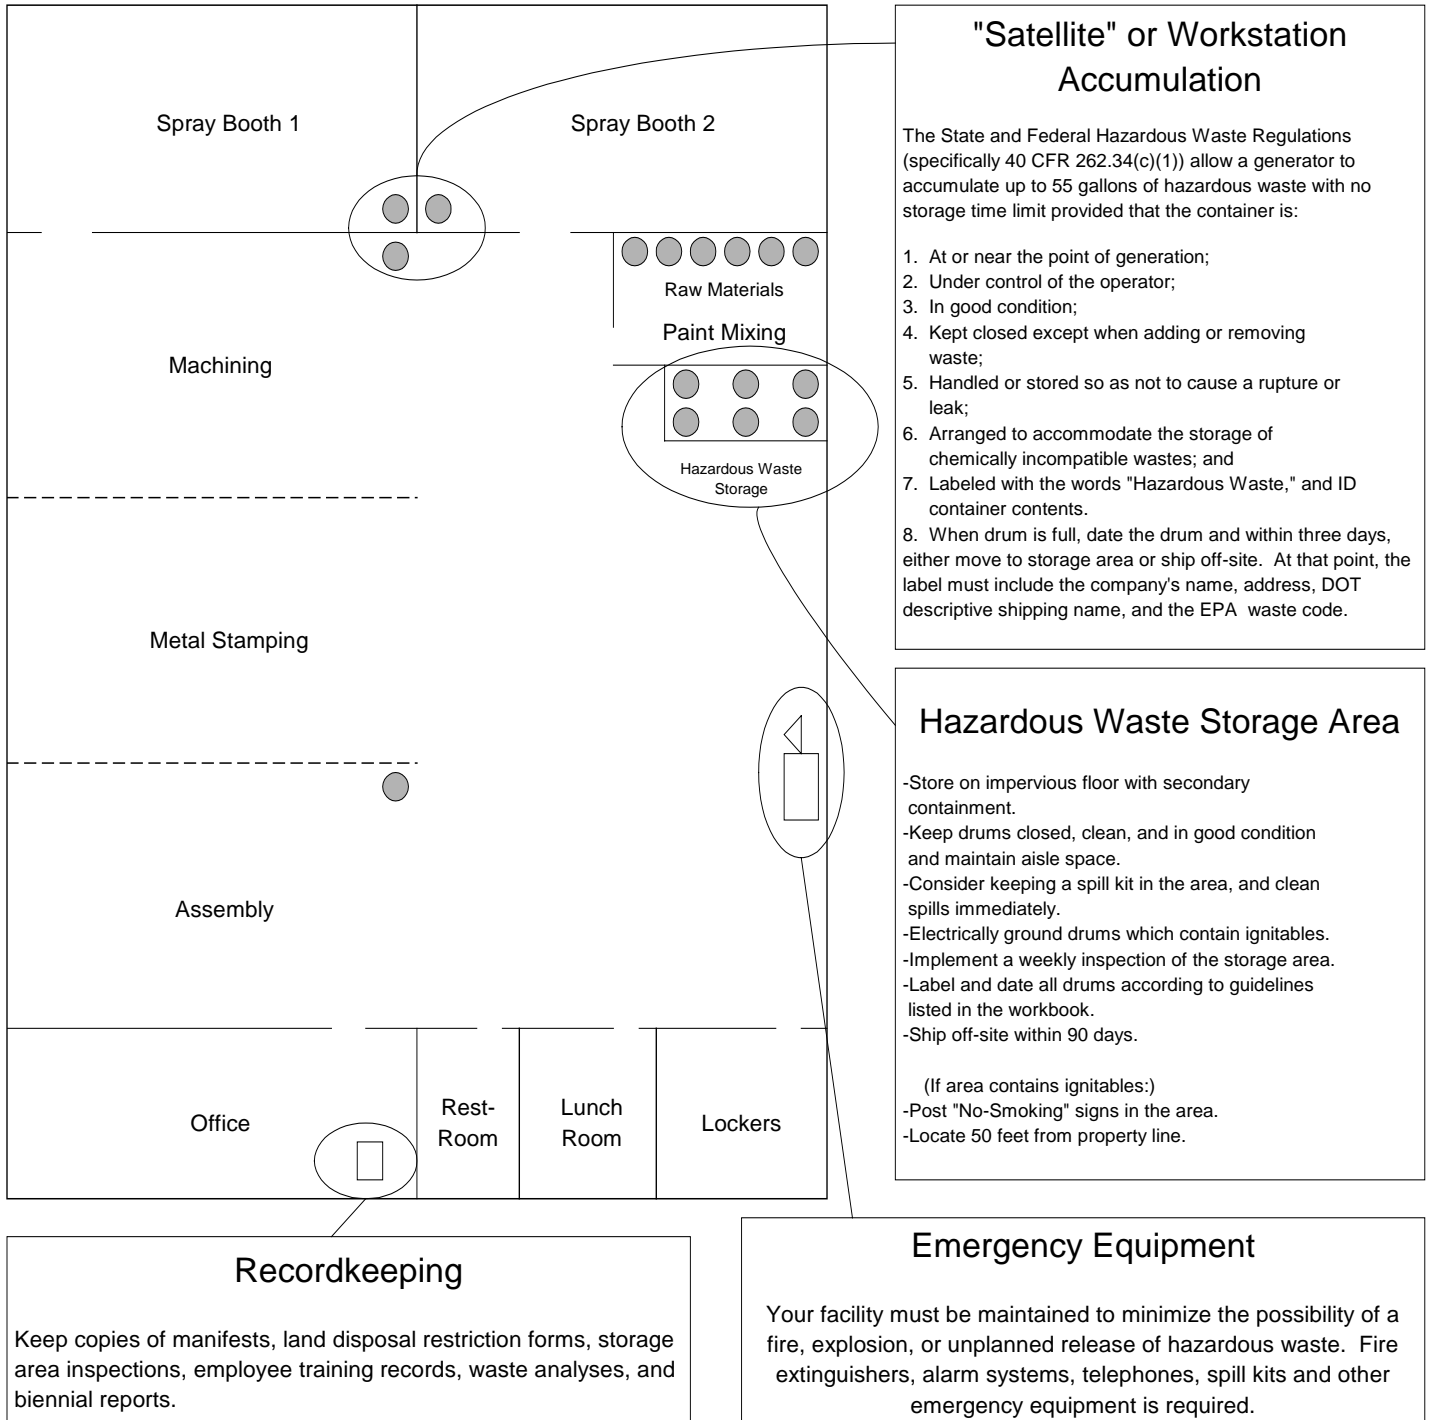 Spray Booth 1
Spray Booth 2
Raw Materials
Paint Mixing
Machining
Hazardous Waste
Storage
Metal Stamping
Assembly
Office
Rest-
Room
Lunch
Room
Lockers
"Satellite" or Workstation
Accumulation
The State and Federal Hazardous Waste Regulations
(specifically 40 CFR 262.34(c)(1)) allow a generator to
accumulate up to 55 gallons of hazardous waste with no
storage time limit provided that the container is:
1. At or near the point of generation;
2. Under control of the operator;
3. In good condition;
4. Kept closed except when adding or removing
waste;
5. Handled or stored so as not to cause a rupture or
leak;
6. Arranged to accommodate the storage of
chemically incompatible wastes; and
7. Labeled with the words "Hazardous Waste," and ID
container contents.
8. When drum is full, date the drum and within three days,
either move to storage area or ship off-site. At that point, the
label must include the company's name, address, DOT
descriptive shipping name, and the EPA waste code.
Hazardous Waste Storage Area
-Store on impervious floor with secondary
containment.
-Keep drums closed, clean, and in good condition
and maintain aisle space.
-Consider keeping a spill kit in the area, and clean
spills immediately.
-Electrically ground drums which contain ignitables.
-Implement a weekly inspection of the storage area.
-Label and date all drums according to guidelines
listed in the workbook.
-Ship off-site within 90 days.
(If area contains ignitables:)
-Post "No-Smoking" signs in the area.
-Locate 50 feet from property line.
Recordkeeping
Keep copies of manifests, land disposal restriction forms, storage
area inspections, employee training records, waste analyses, and
biennial reports.
Emergency Equipment
Your facility must be maintained to minimize the possibility of a
fire, explosion, or unplanned release of hazardous waste. Fire
extinguishers, alarm systems, telephones, spill kits and other
emergency equipment is required.